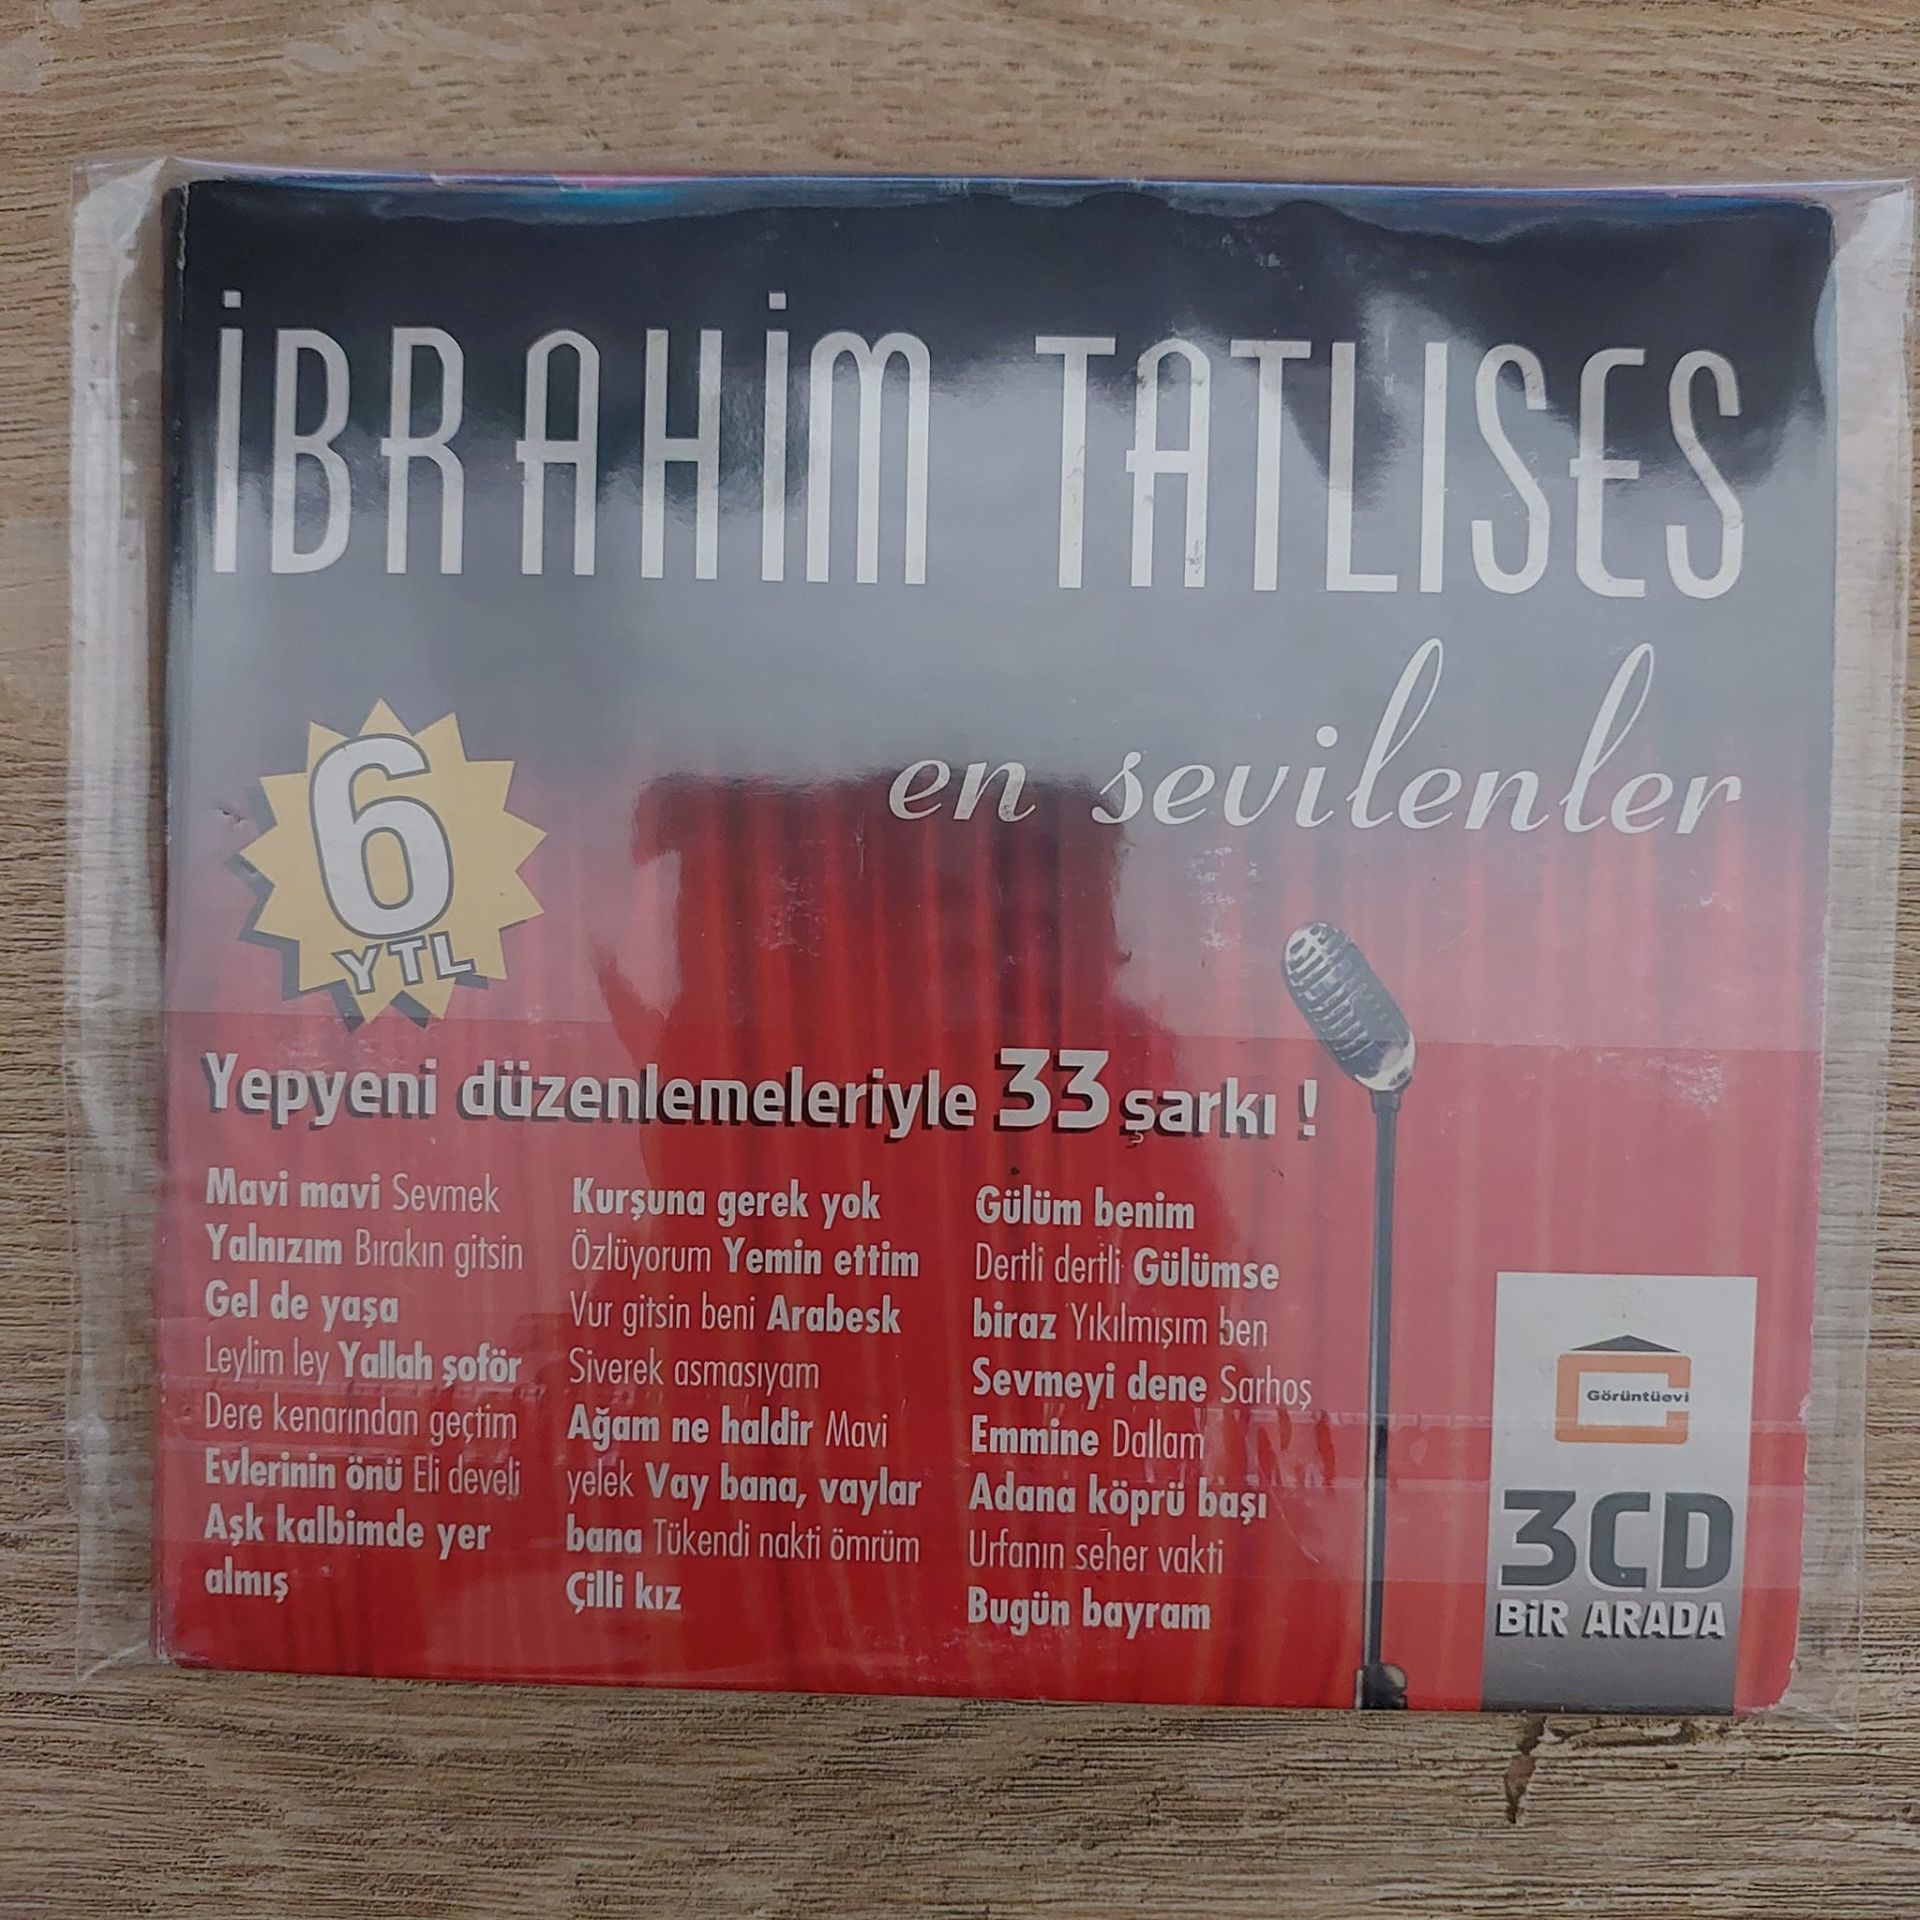 İBRAHİM TATLISES
en sevilenler
6
YTL
Yepyeni düzenlemeleriyle 33 şarkı !
Mavi mavi Sevmek
Yalnızım Bırakın gitsin
Gel de yaşa
Leylim ley Yallah şoför
Dere kenarından geçtim
Evlerinin önü Eli develi
Aşk kalbimde yer
almış
Kurşuna gerek yok
Özlüyorum Yemin ettim
Vur gitsin beni Arabesk
Siverek asmasıyam
Ağam ne haldir Mavi
yelek Vay bana, vaylar
bana Tükendi nakti ömrüm
Çilli kız
Gülüm benim
Dertli dertli Gülümse
biraz Yıkılmışım ben
Sevmeyi dene Sarhoş
Emmine Dallam
Adana köprü başı
Urfanın seher vakti
Bugün bayram
Görüntüevi
3CD
BİR ARADA